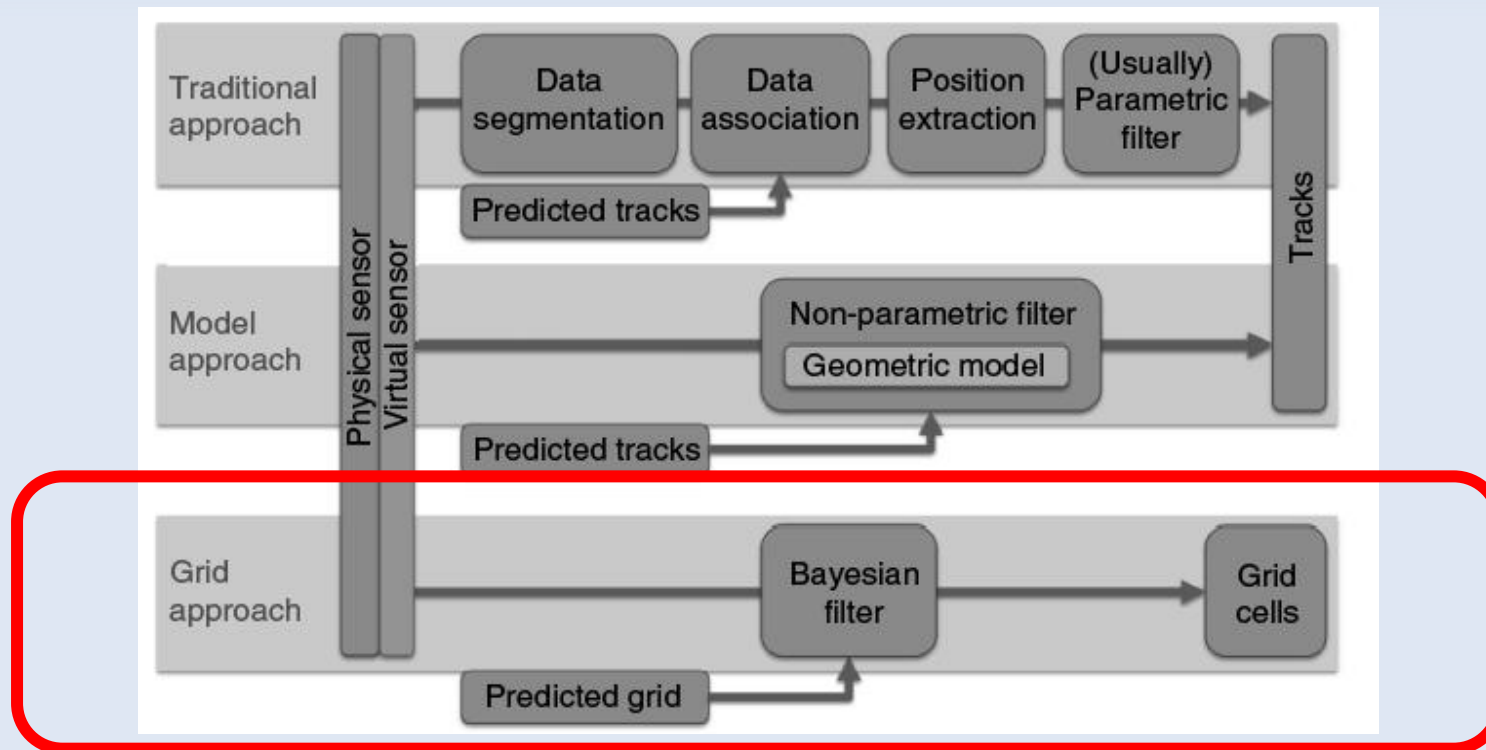 Traditional
approach
Physical sensor
Virtual sensor
Data
segmentation
Data
association
Position
extraction
(Usually)
Parametric
filter
Tracks
Predicted tracks
Model
approach
Non-parametric filter
Geometric model
Predicted tracks
Grid
approach
Bayesian
filter
Grid
cells
Predicted grid